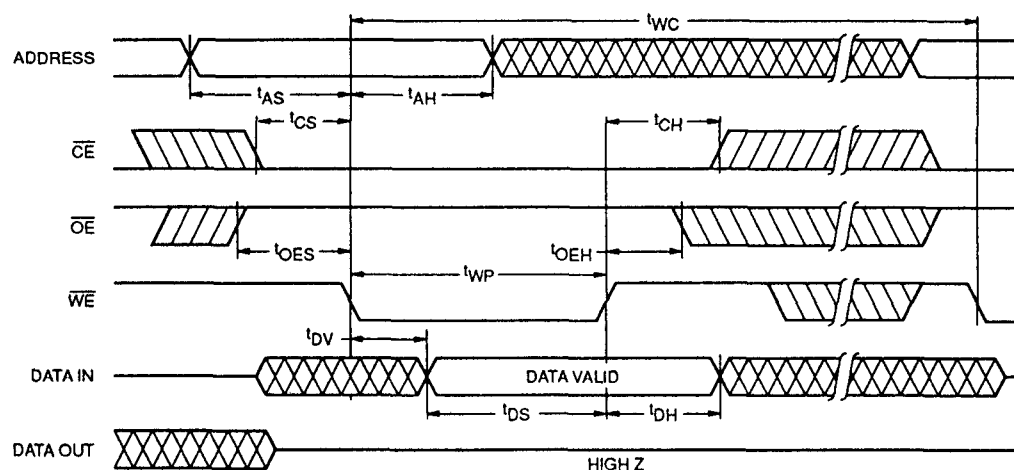 tWC
ADDRESS
tAS
tAH
tCS
tCH
CE
OE
tOES
tOEH
tWP
WE
tDV
DATA IN
DATA VALID
tDS
tDH
DATA OUT
HIGH Z